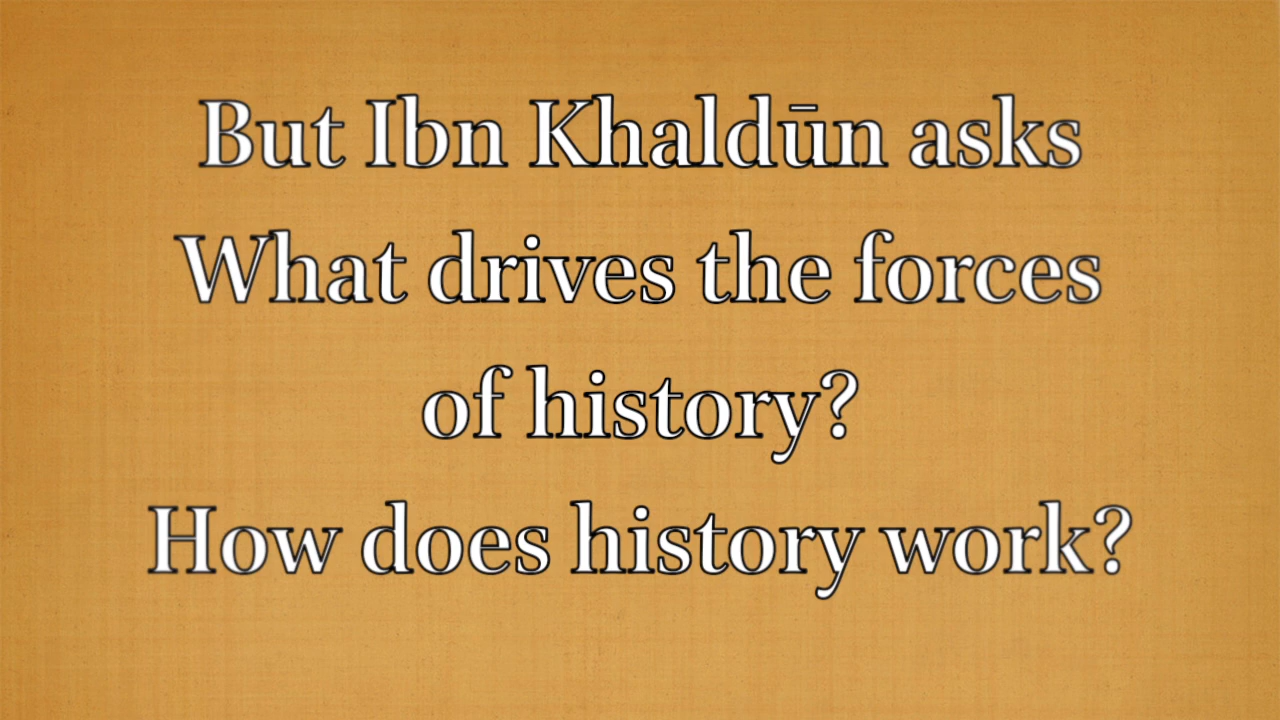 But Ibn Khaldūn asks
What drives the forces
of history?
How does history work?